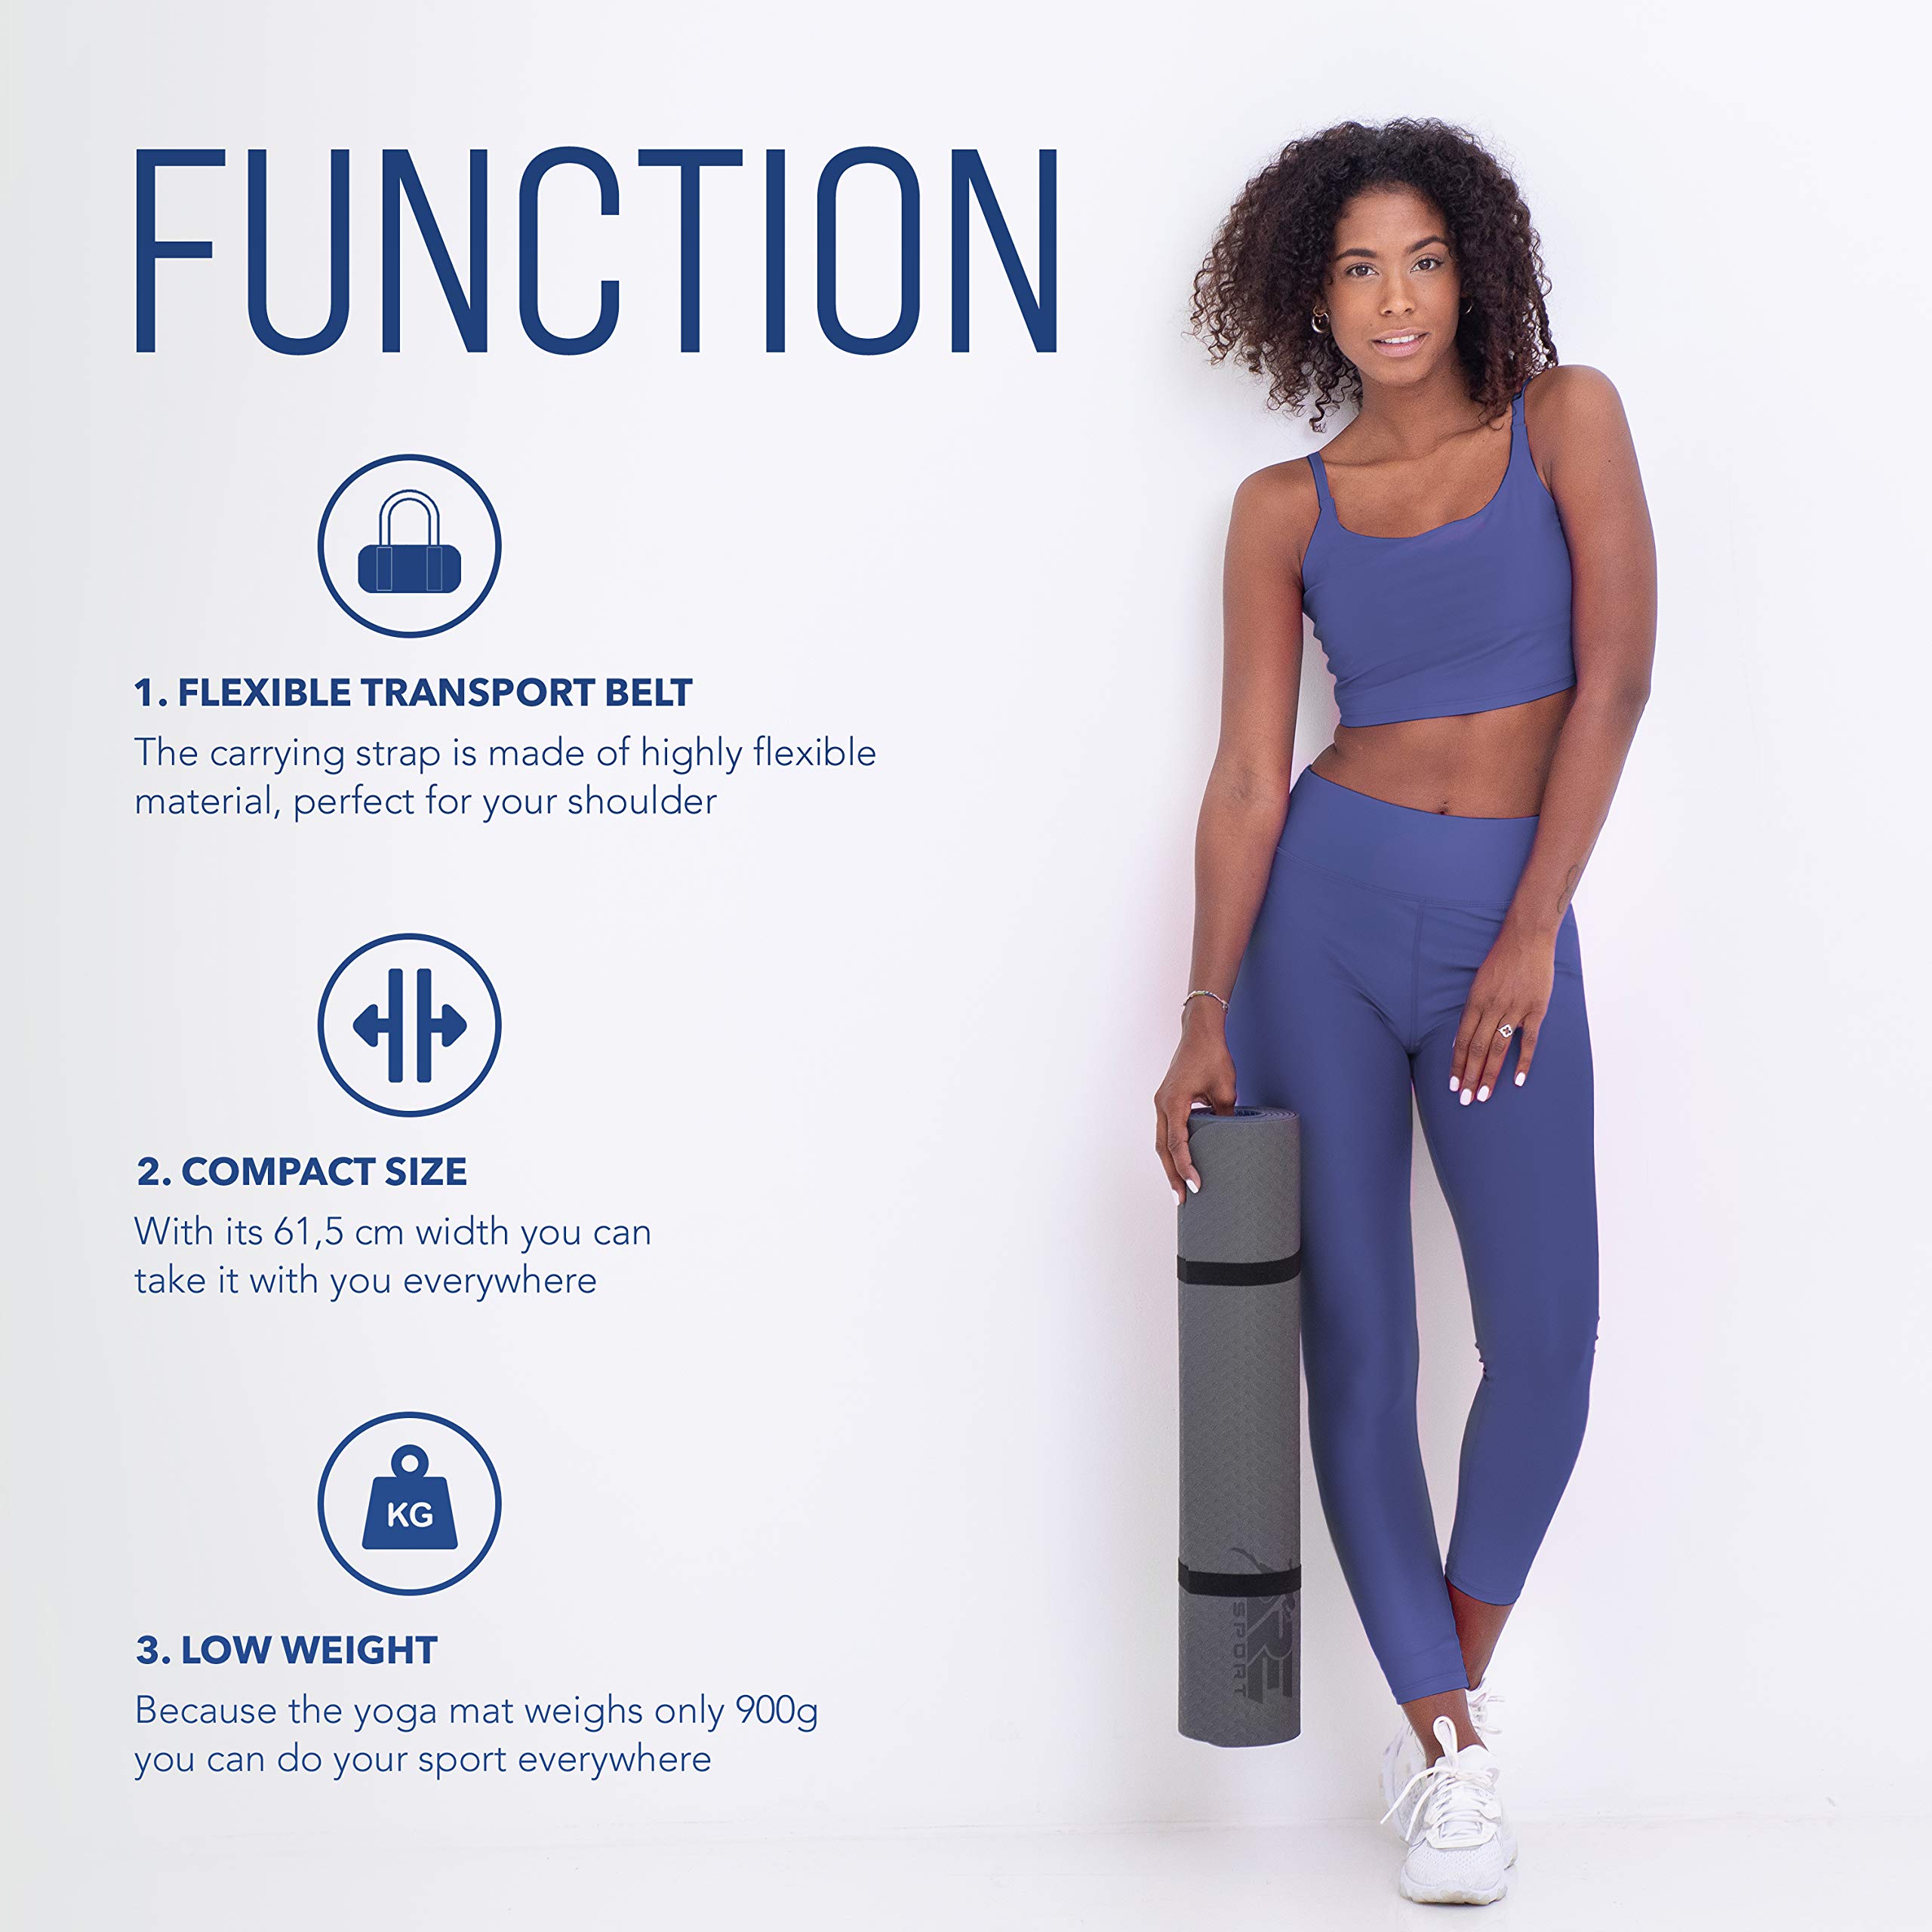 FUNCTION
1. FLEXIBLE TRANSPORT BELT
The carrying strap is made of highly flexible
material, perfect for your shoulder
2. COMPACT SIZE
With its 61,5 cm width you can
take it with you everywhere
KG
3. LOW WEIGHT
Because the yoga mat weighs only 900g
you can do your sport everywhere
SPORT